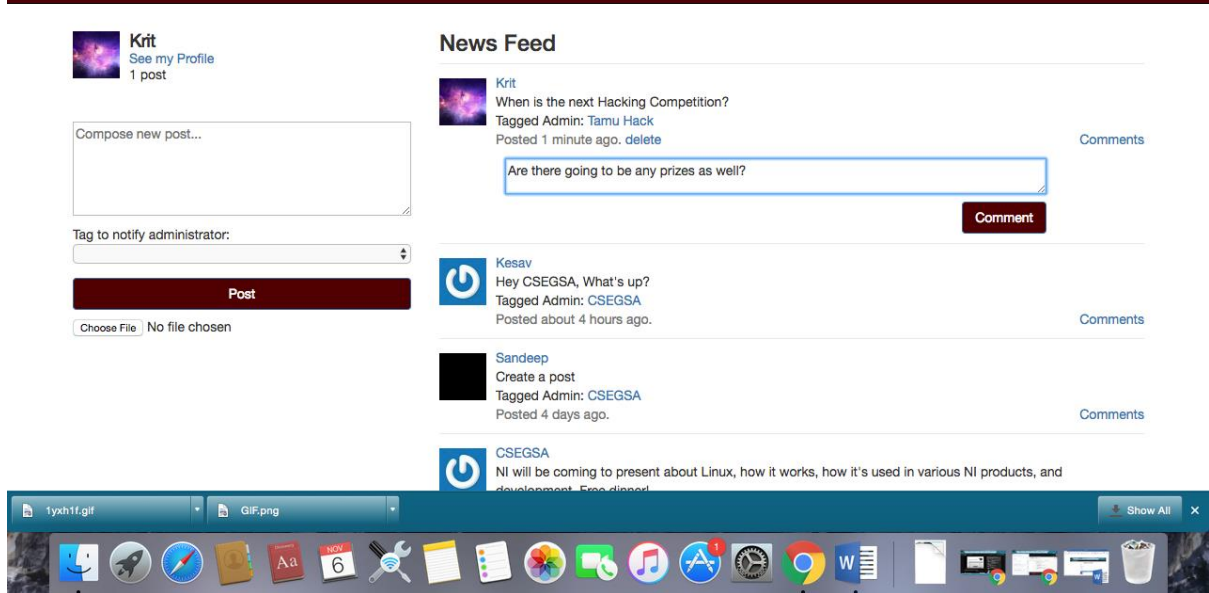 Krit
See my Profile
1 post
Compose new post...
Tag to notify administrator:
Post
Choose File No file chosen
News Feed
Krit
When is the next Hacking Competition?
Tagged Admin: Tamu Hack
Posted 1 minute ago. delete
Comments
Are there going to be any prizes as well?
Comment
Kesav
Hey CSEGSA, What's up?
Tagged Admin: CSEGSA
Posted about 4 hours ago.
Comments
Sandeep
Create a post
Tagged Admin: CSEGSA
Posted 4 days ago.
Comments
CSEGSA
NI will be coming to present about Linux, how it works, how it's used in various NI products, and
development. Free dinner!
1yxh1f.gif
GIF.png
Show All
Aa
NOV
6
1
W